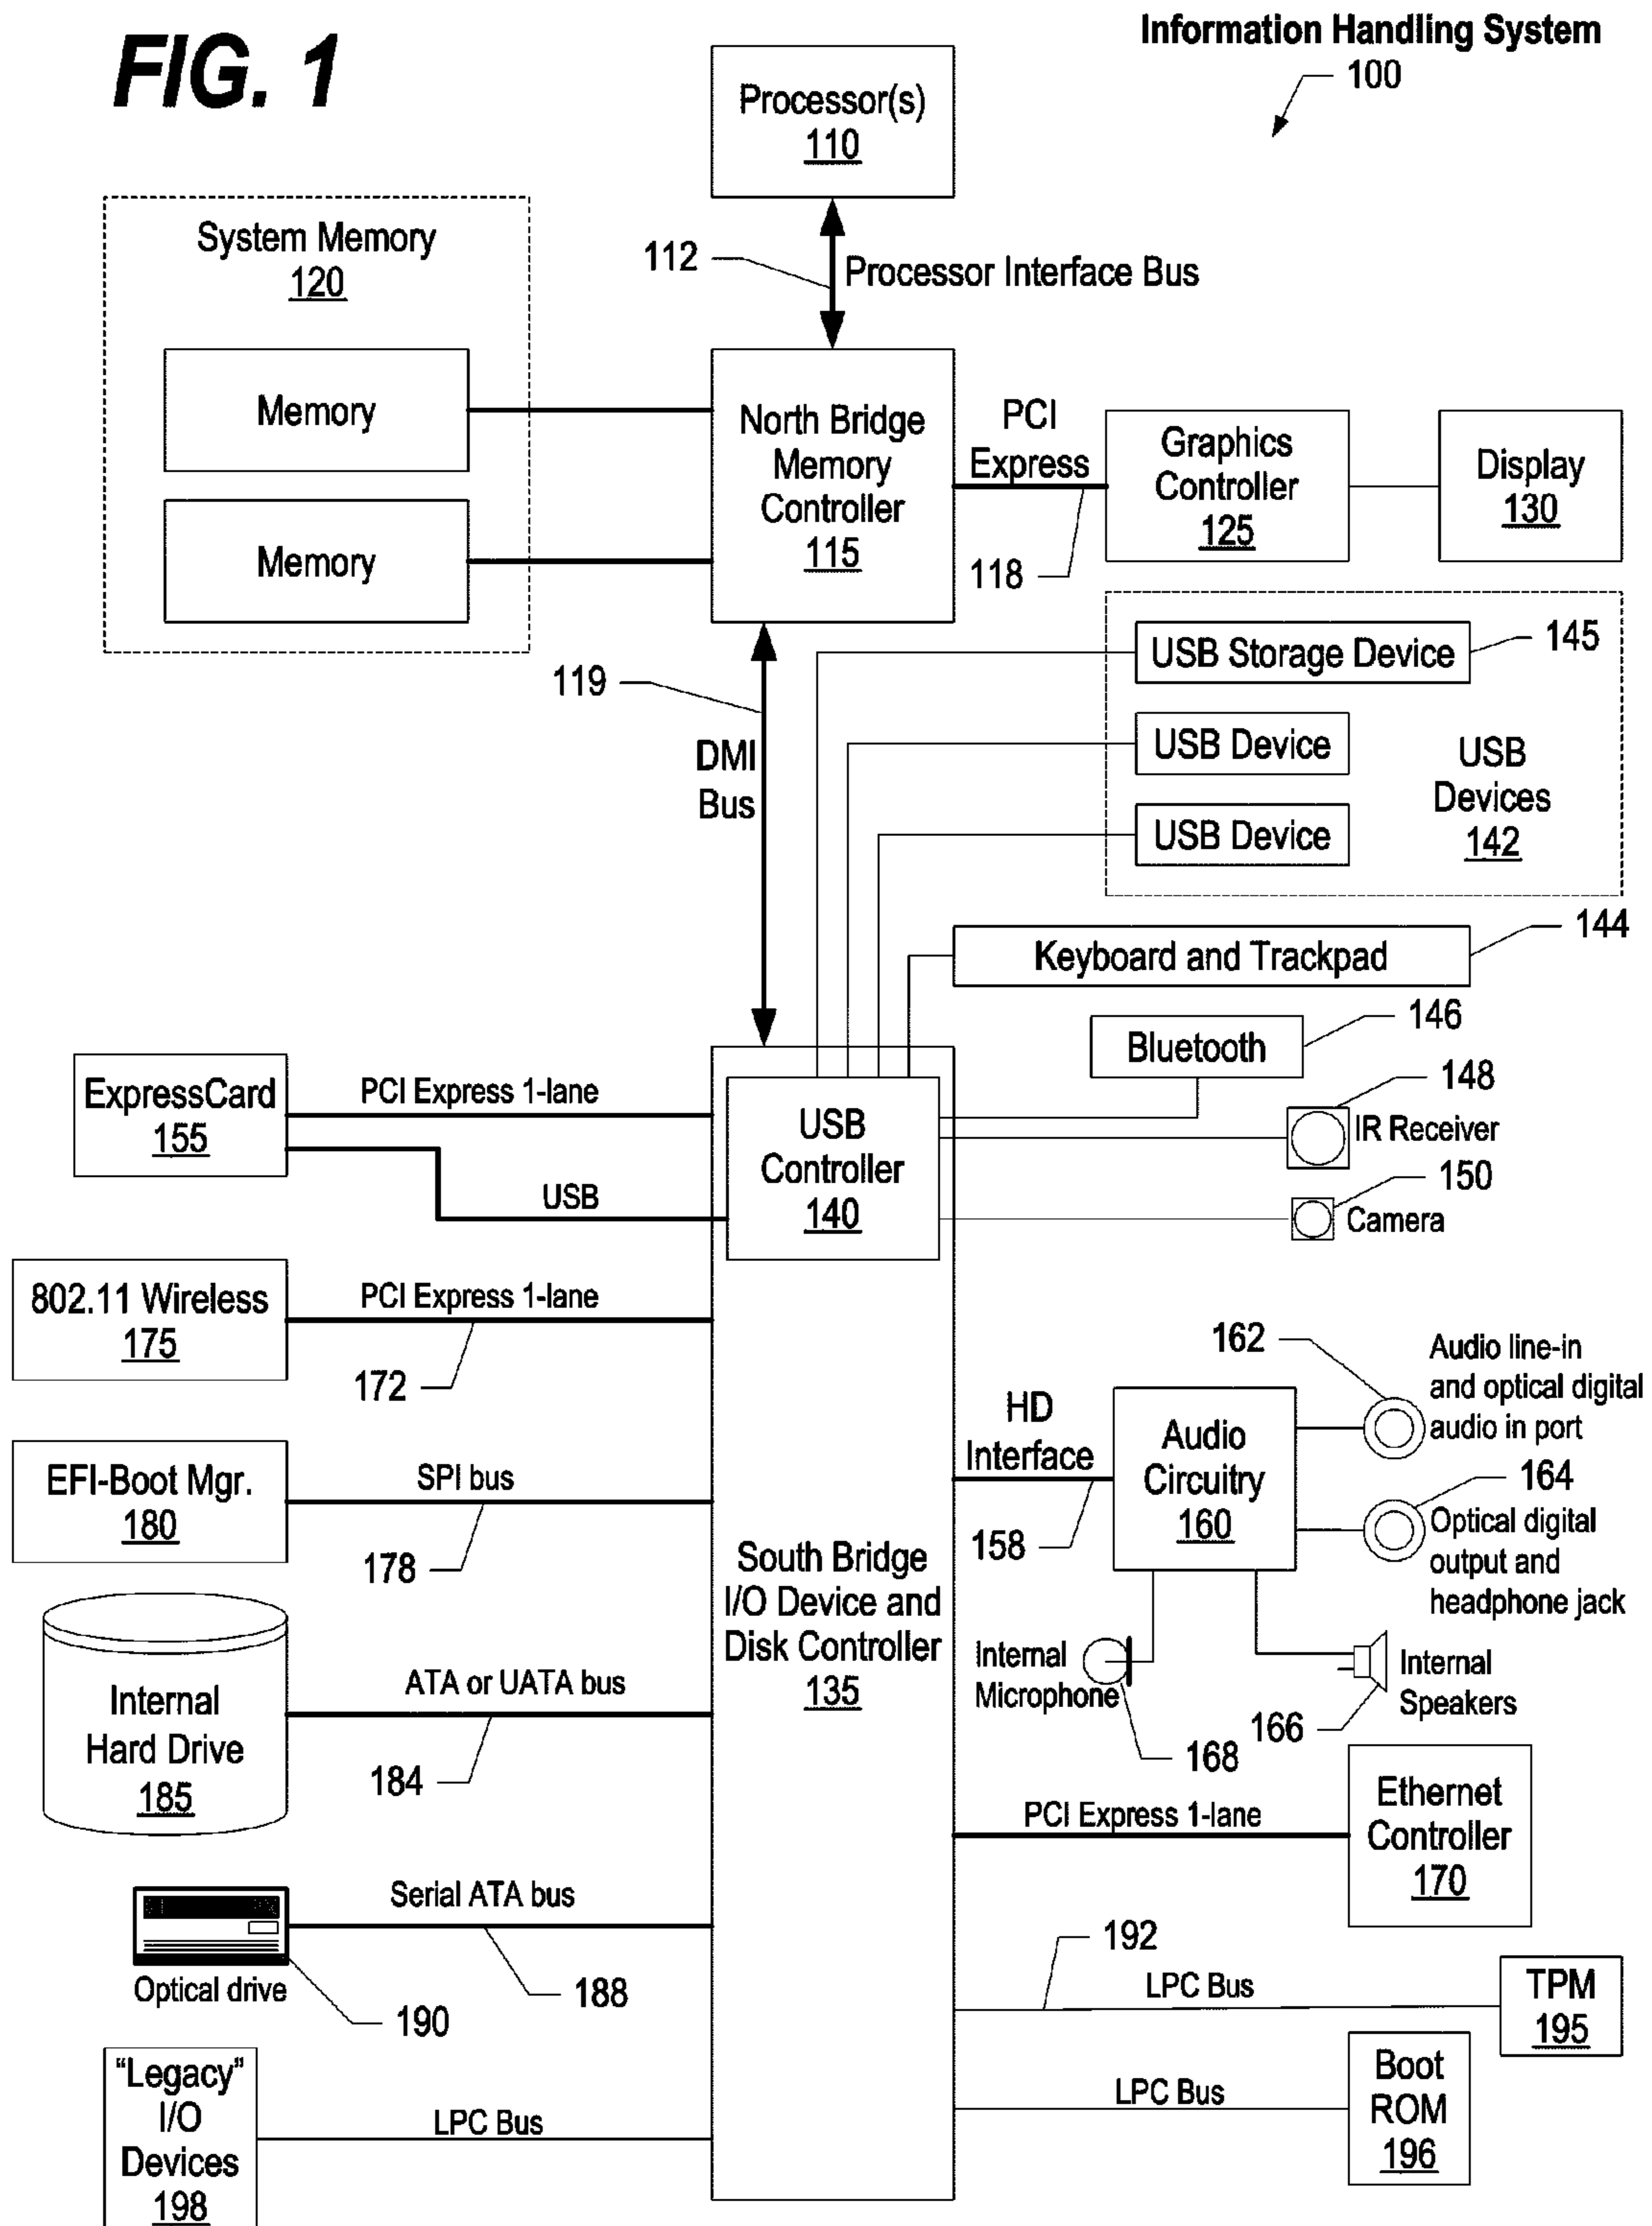 FIG. 1
Information Handling System
100
Processor(s)
110
112
Processor Interface Bus
System Memory
120
Memory
Memory
North Bridge
Memory
Controller
115
PCI
Express
118
Graphics
Controller
125
Display
130
119
DMI
Bus
USB Storage Device
145
USB Device
USB Device
USB
Devices
142
Keyboard and Trackpad
144
Bluetooth
146
148
IR Receiver
150
Camera
ExpressCard
155
PCI Express 1-lane
USB
USB
Controller
140
802.11 Wireless
175
PCI Express 1-lane
172
EFI-Boot Mgr.
180
SPI bus
178
South Bridge
I/O Device and
Disk Controller
135
HD
Interface
158
Audio
Circuitry
160
162
Audio line-in
and optical digital
audio in port
164
Optical digital
output and
headphone jack
Internal
Microphone
168
Internal
Speakers
166
Internal
Hard Drive
185
ATA or UATA bus
184
PCI Express 1-lane
Ethernet
Controller
170
Serial ATA bus
188
Optical drive
190
192
LPC Bus
TPM
195
LPC Bus
Boot
ROM
196
“Legacy”
I/O
Devices
198
LPC Bus